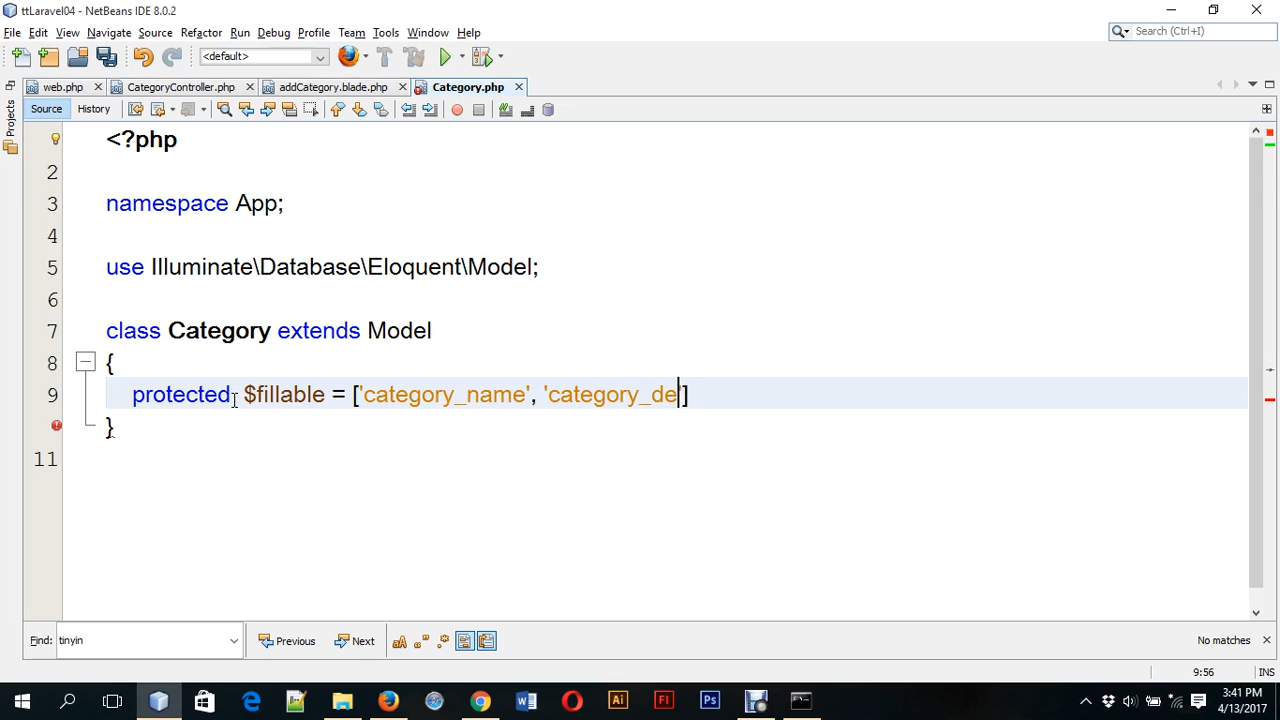 ttLaravel04 - NetBeans IDE 8.0.2
File Edit View Navigate Source Refactor Run Debug Profile Team Tools Window Help
Search (Ctrl+I)
<default>
web.php CategoryController.php addCategory.blade.php Category.php
Source History
Projects
<?php
2
3 namespace App;
4
5 use Illuminate\Database\Eloquent\Model;
6
7 class Category extends Model
8 {
9 protected $fillable = ['category_name', 'category_de']
}
11
Find: tinyin Previous Next No matches
9:56 INS
3:41 PM
4/13/2017